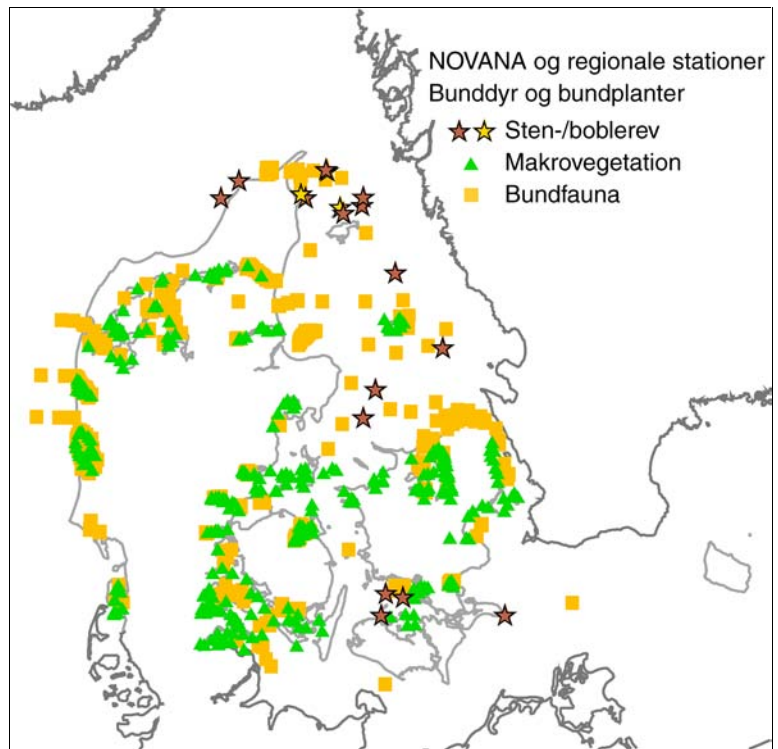 NOVANA og regionale stationer
Bunddyr og bundplanter
Sten-/boblerev
Makrovegetation
Bundfauna